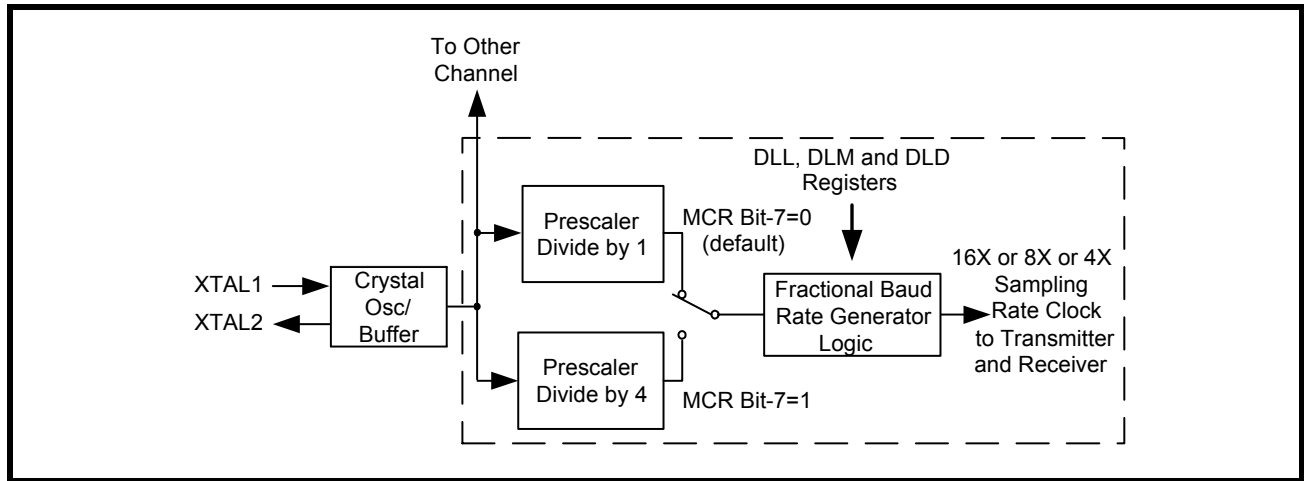 To Other
Channel
DLL, DLM and DLD
Registers
Prescaler
Divide by 1
MCR Bit-7=0
(default)
16X or 8X or 4X
Sampling
Rate Clock
to Transmitter
and Receiver
XTAL1
XTAL2
Crystal
Osc/
Buffer
Fractional Baud
Rate Generator
Logic
Prescaler
Divide by 4
MCR Bit-7=1